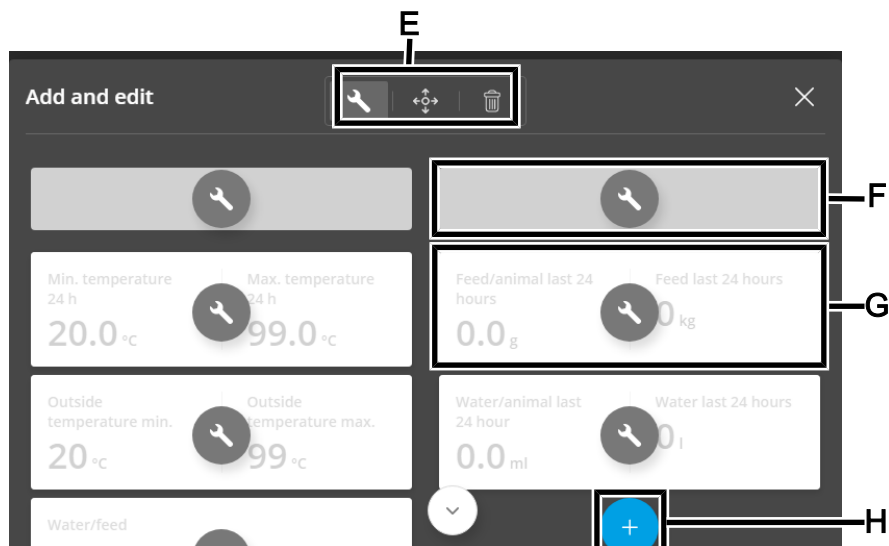 E
Add and edit
F
Min. temperature
24 h
20.0 °C
Max. temperature
24 h
99.0 °C
Feed/animal last 24
hours
0.0 g
Feed last 24 hours
0 kg
G
Outside
temperature min.
20 °C
Outside
temperature max.
99 °C
Water/animal last
24 hour
0.0 ml
Water last 24 hours
0 l
Water/feed
+
H